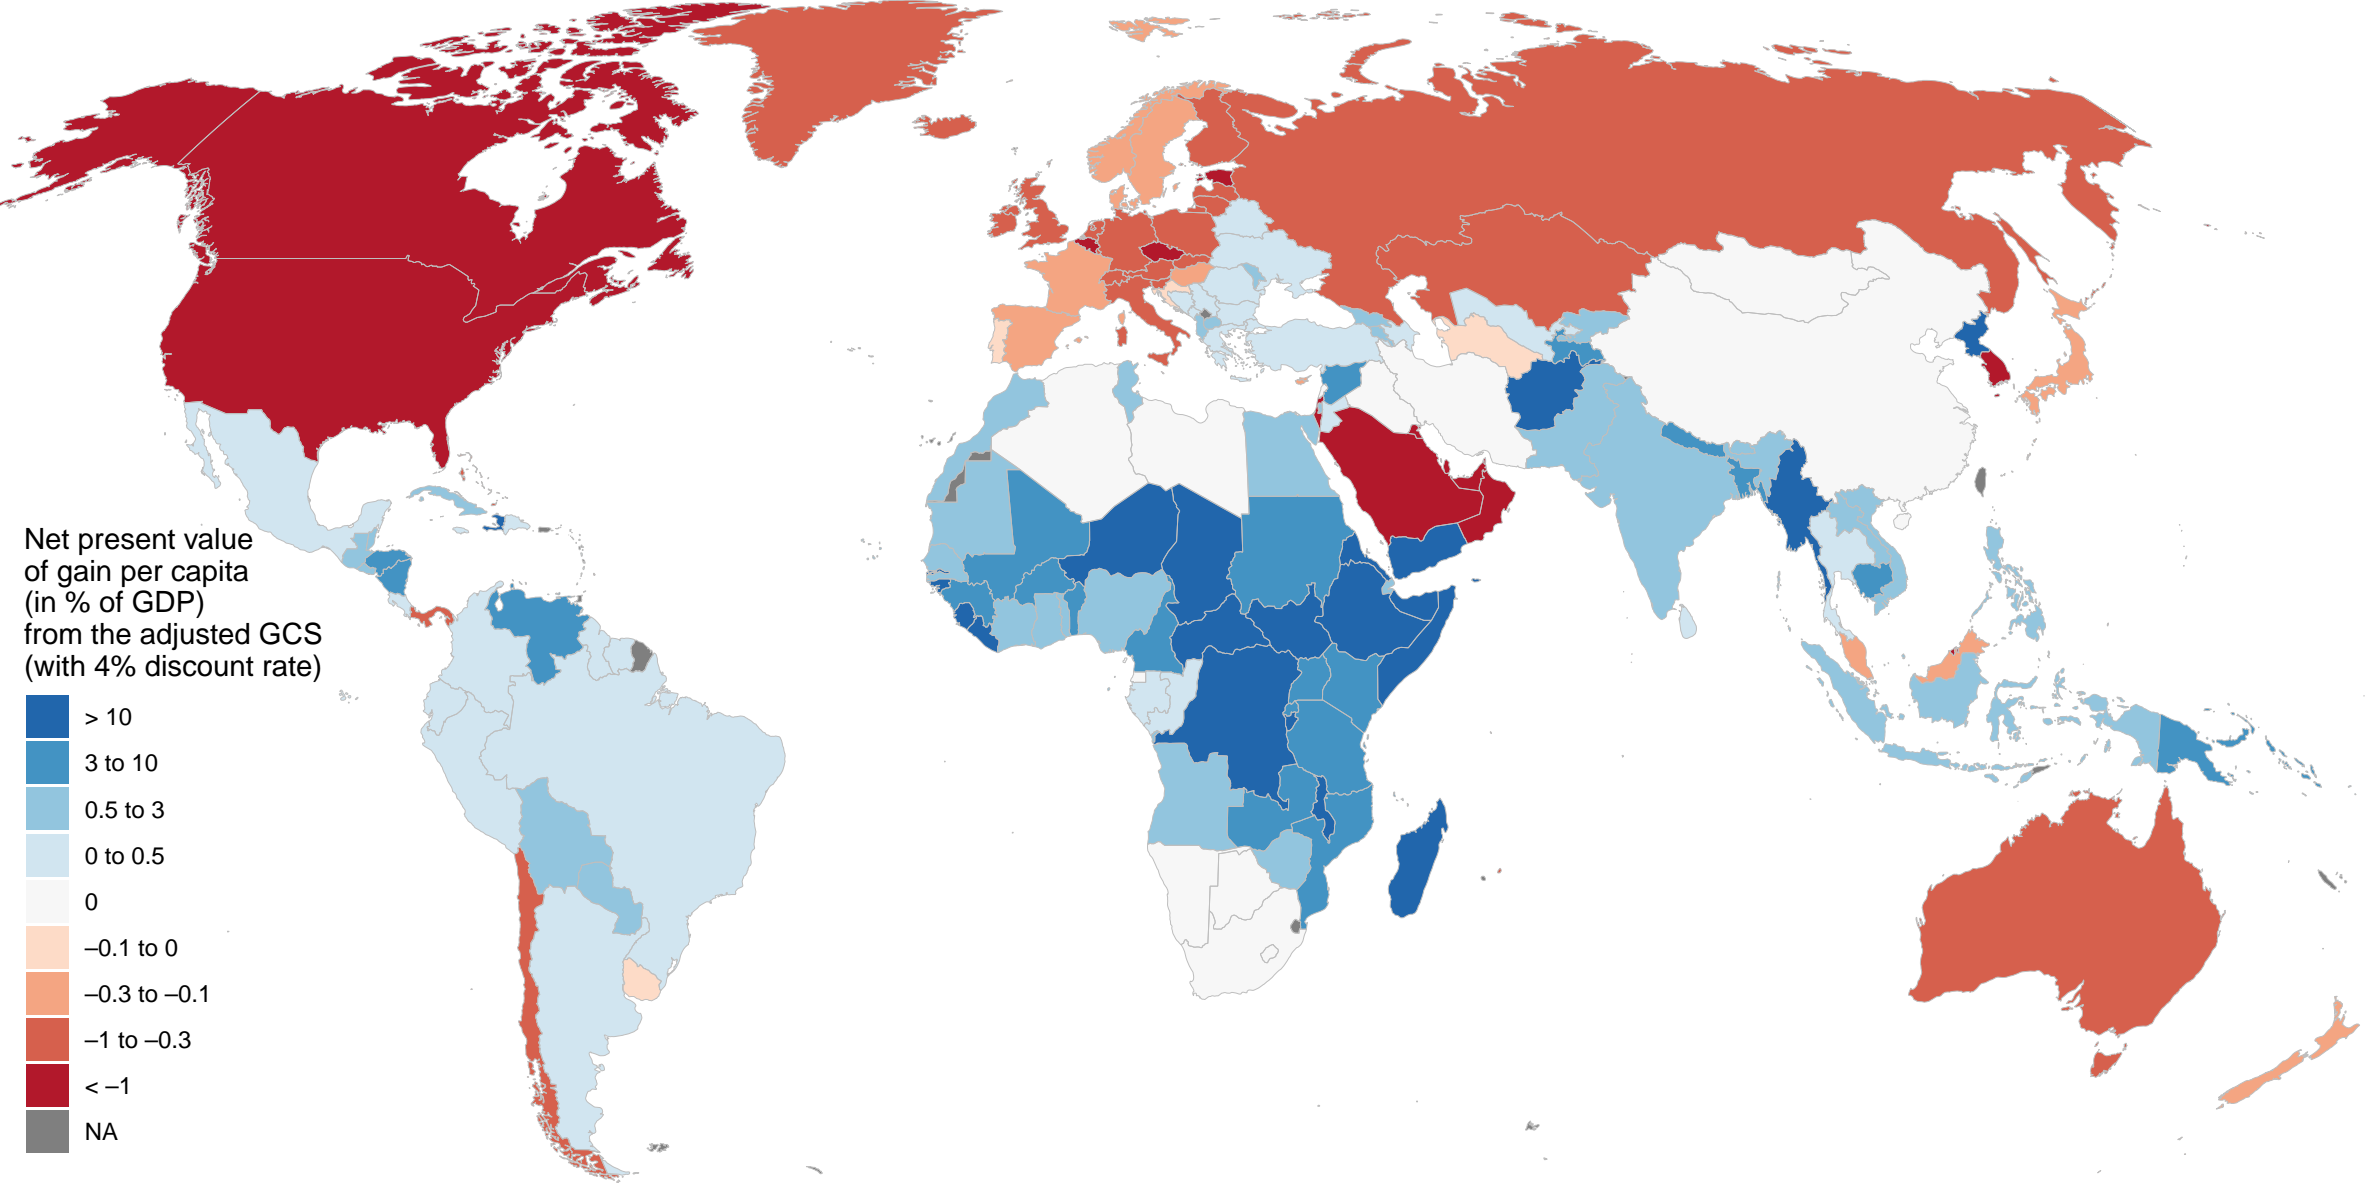 Net present value
of gain per capita
(in % of GDP)
from the adjusted GCS
(with 4% discount rate)
> 10
3 to 10
0.5 to 3
0 to 0.5
0
–0.1 to 0
–0.3 to –0.1
–1 to –0.3
< –1
NA